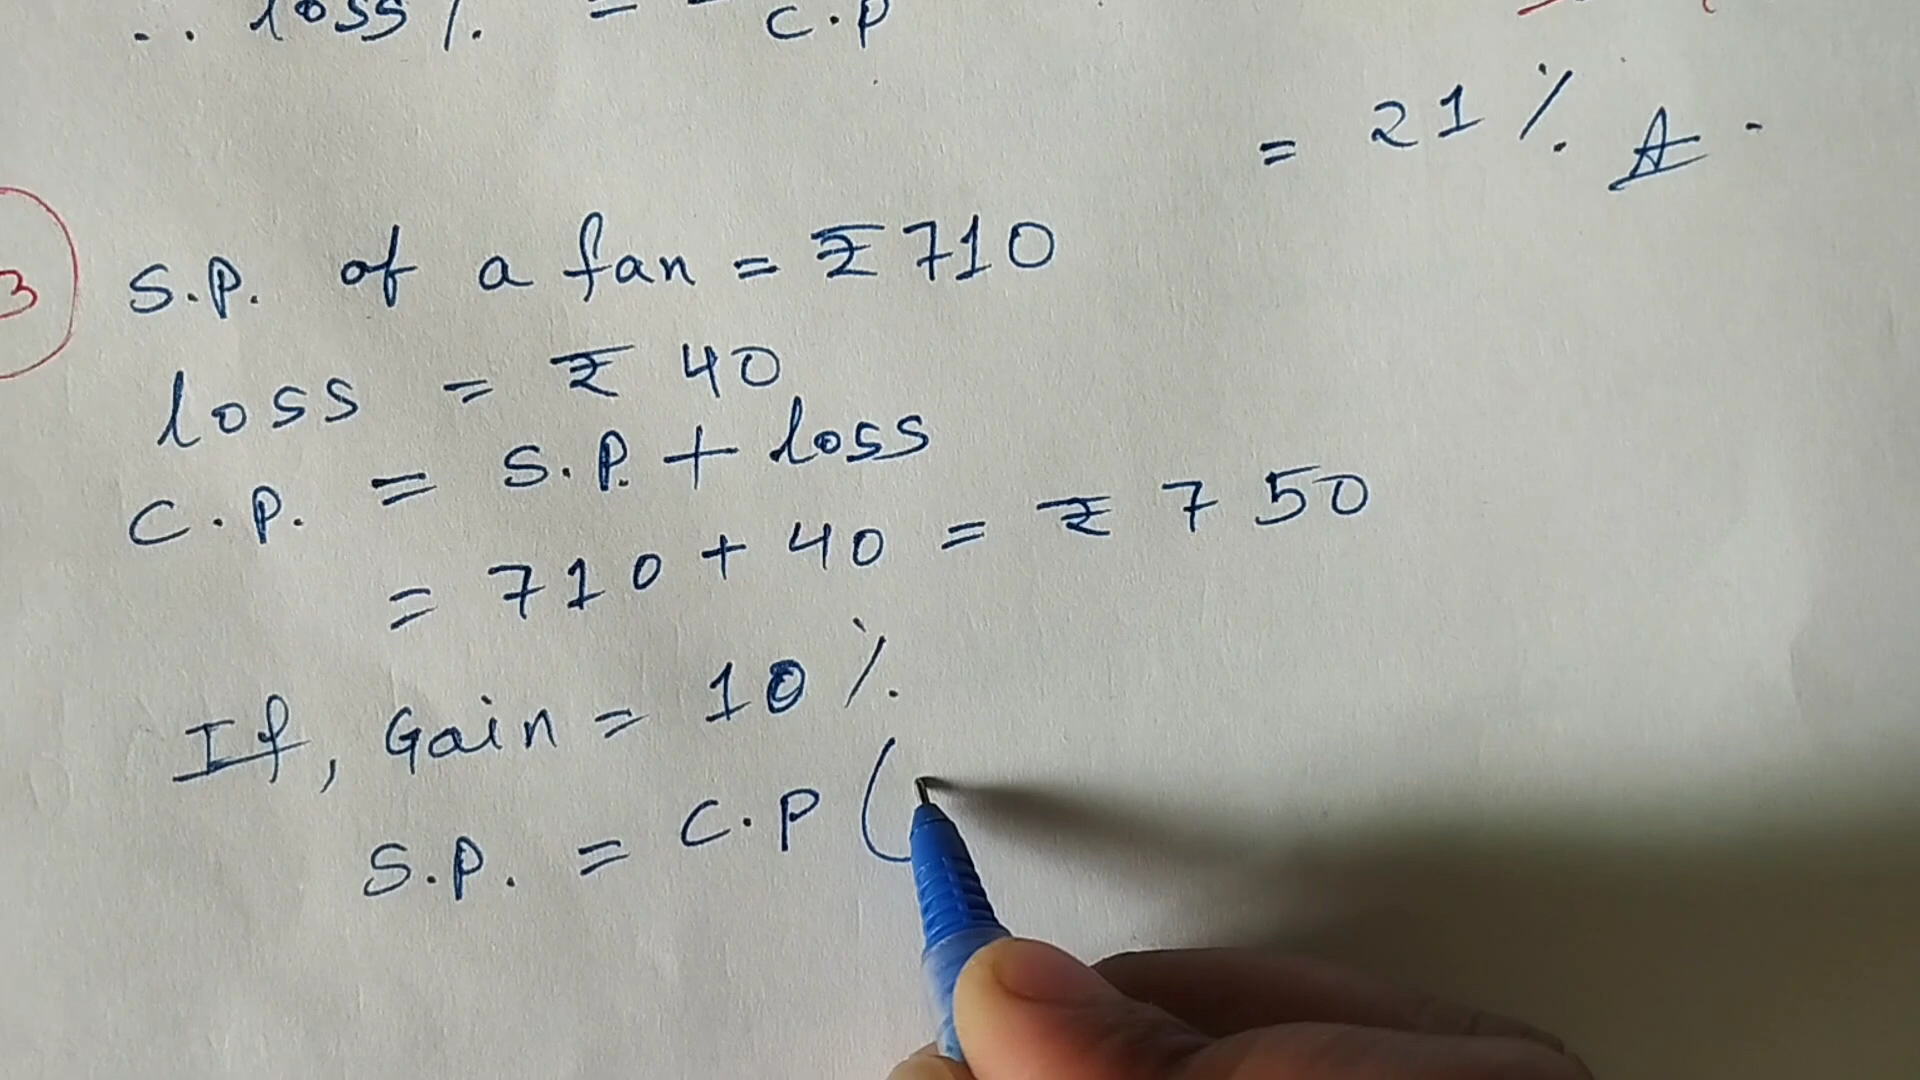 ∴ loss % = C.P
= 21 % A.
3 S.P. of a fan = ₹ 710
loss = ₹ 40
C.P. = S.P. + loss
= 710 + 40 = ₹ 750
If, Gain = 10 %
S.P. = C.P (